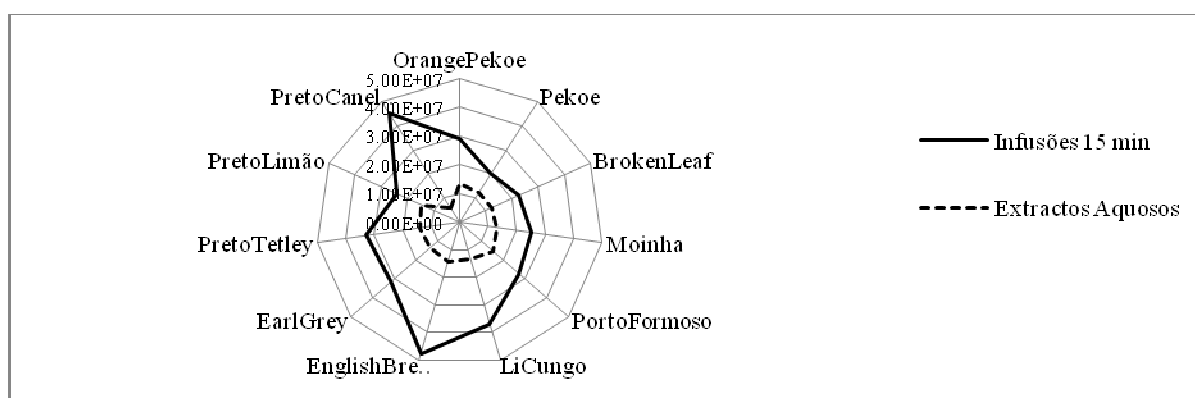 OrangePekoe
5.00E+07
PretoCanel
4.00E+07
Pekoe
3.00E+07
Infusões 15 min
PretoLimão
2.00E+07
BrokenLeaf
1.00E+07
Extractos Aquosos
0.00E+00
PretoTetley
Moinha
EarlGrey
PortoFormoso
EnglishBre..
LiCungo